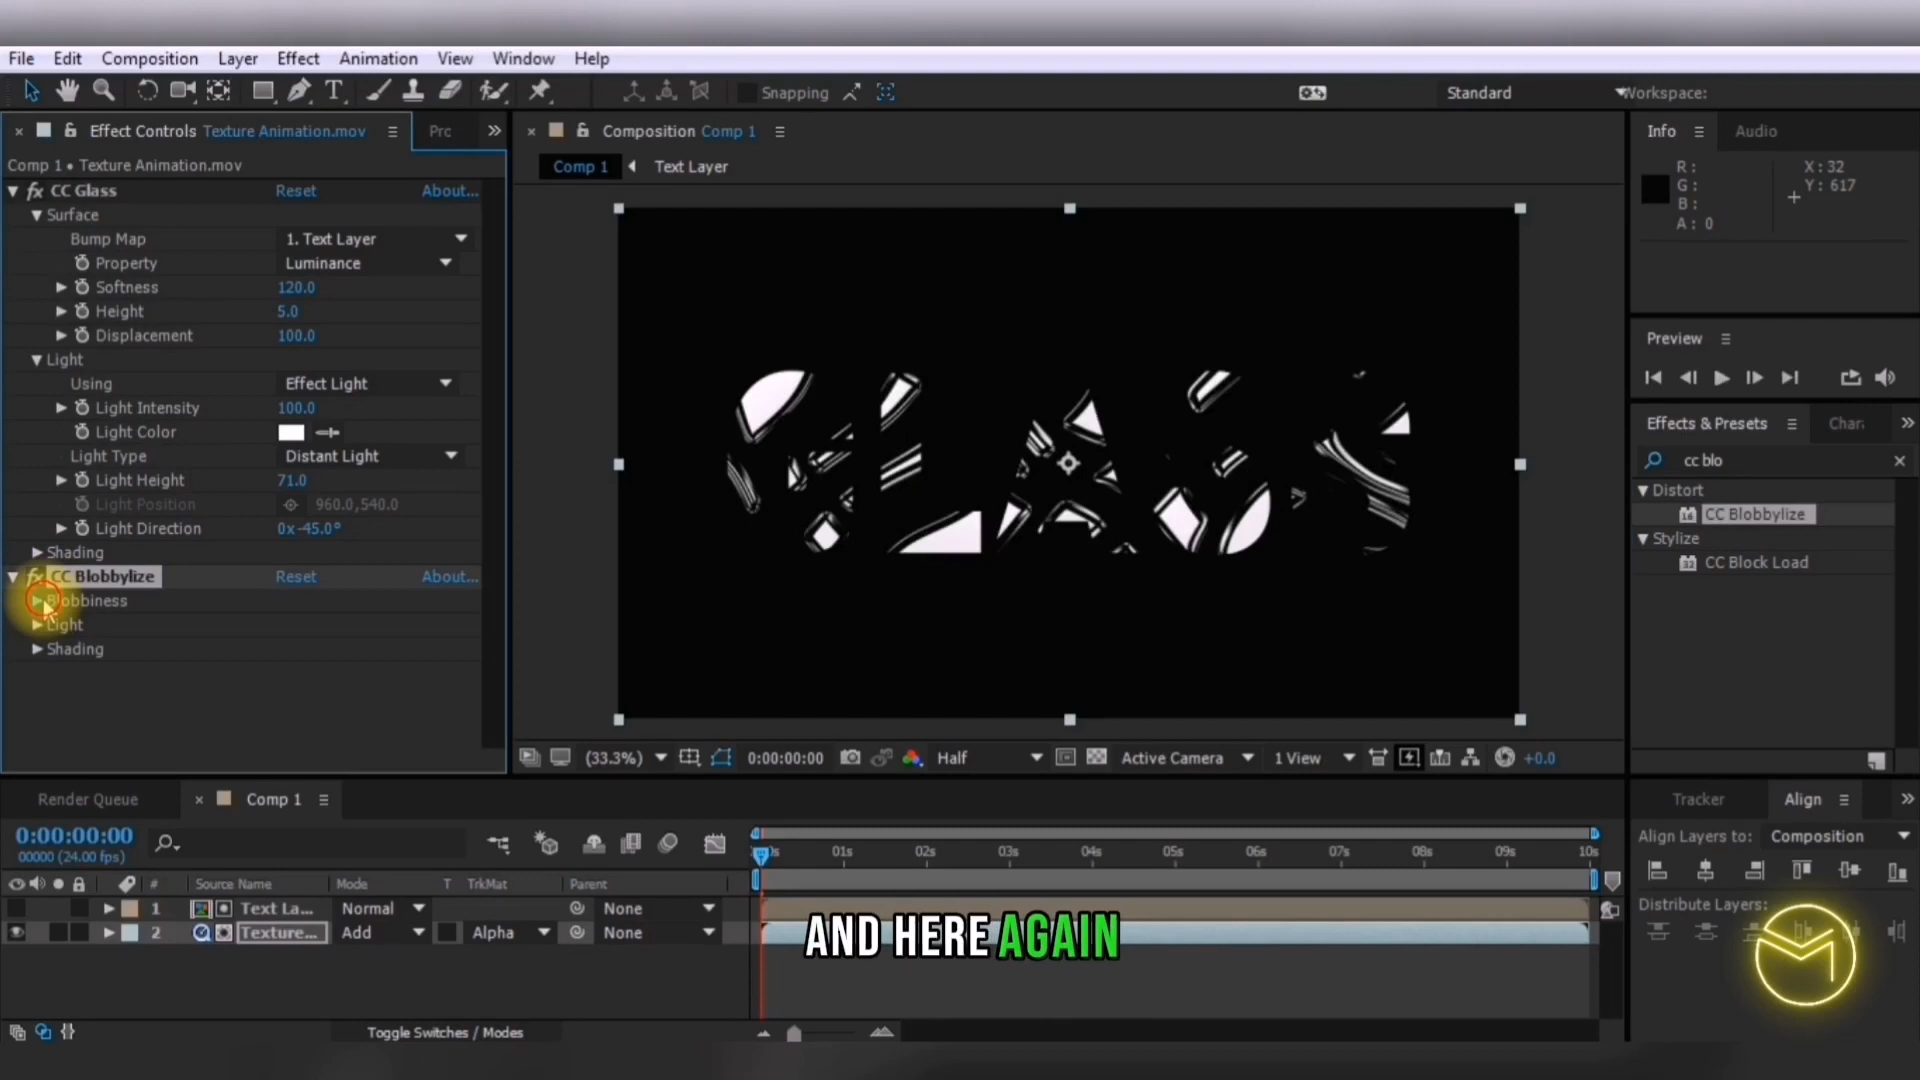 File Edit Composition Layer Effect Animation View Window Help
Snapping Standard Workspace:
Effect Controls Texture Animation.mov Prc
Comp 1 • Texture Animation.mov
fx CC Glass Reset About...
Surface
Bump Map 1. Text Layer
Property Luminance
Softness 120.0
Height 5.0
Displacement 100.0
Light
Using Effect Light
Light Intensity 100.0
Light Color
Light Type Distant Light
Light Height 71.0
Light Position 960.0,540.0
Light Direction 0x-45.0°
Shading
fx CC Blobbylize Reset About...
Blobbiness
Light
Shading
Composition Comp 1
Comp 1 Text Layer
(33.3%) 0:00:00:00 Half Active Camera 1 View +0.0
Info Audio
R: X: 32
G: Y: 617
B:
A: 0
Preview
Effects & Presets Char
cc blo
Distort
CC Blobbylize
Stylize
CC Block Load
Render Queue Comp 1
0:00:00:00
00000 (24.00 fps)
01s 02s 03s 04s 05s 06s 07s 08s 09s 10s
# Source Name Mode T TrkMat Parent
1 Text La... Normal None
2 Texture... Add Alpha None
AND HERE AGAIN
Toggle Switches / Modes
Tracker Align
Align Layers to: Composition
Distribute Layers: